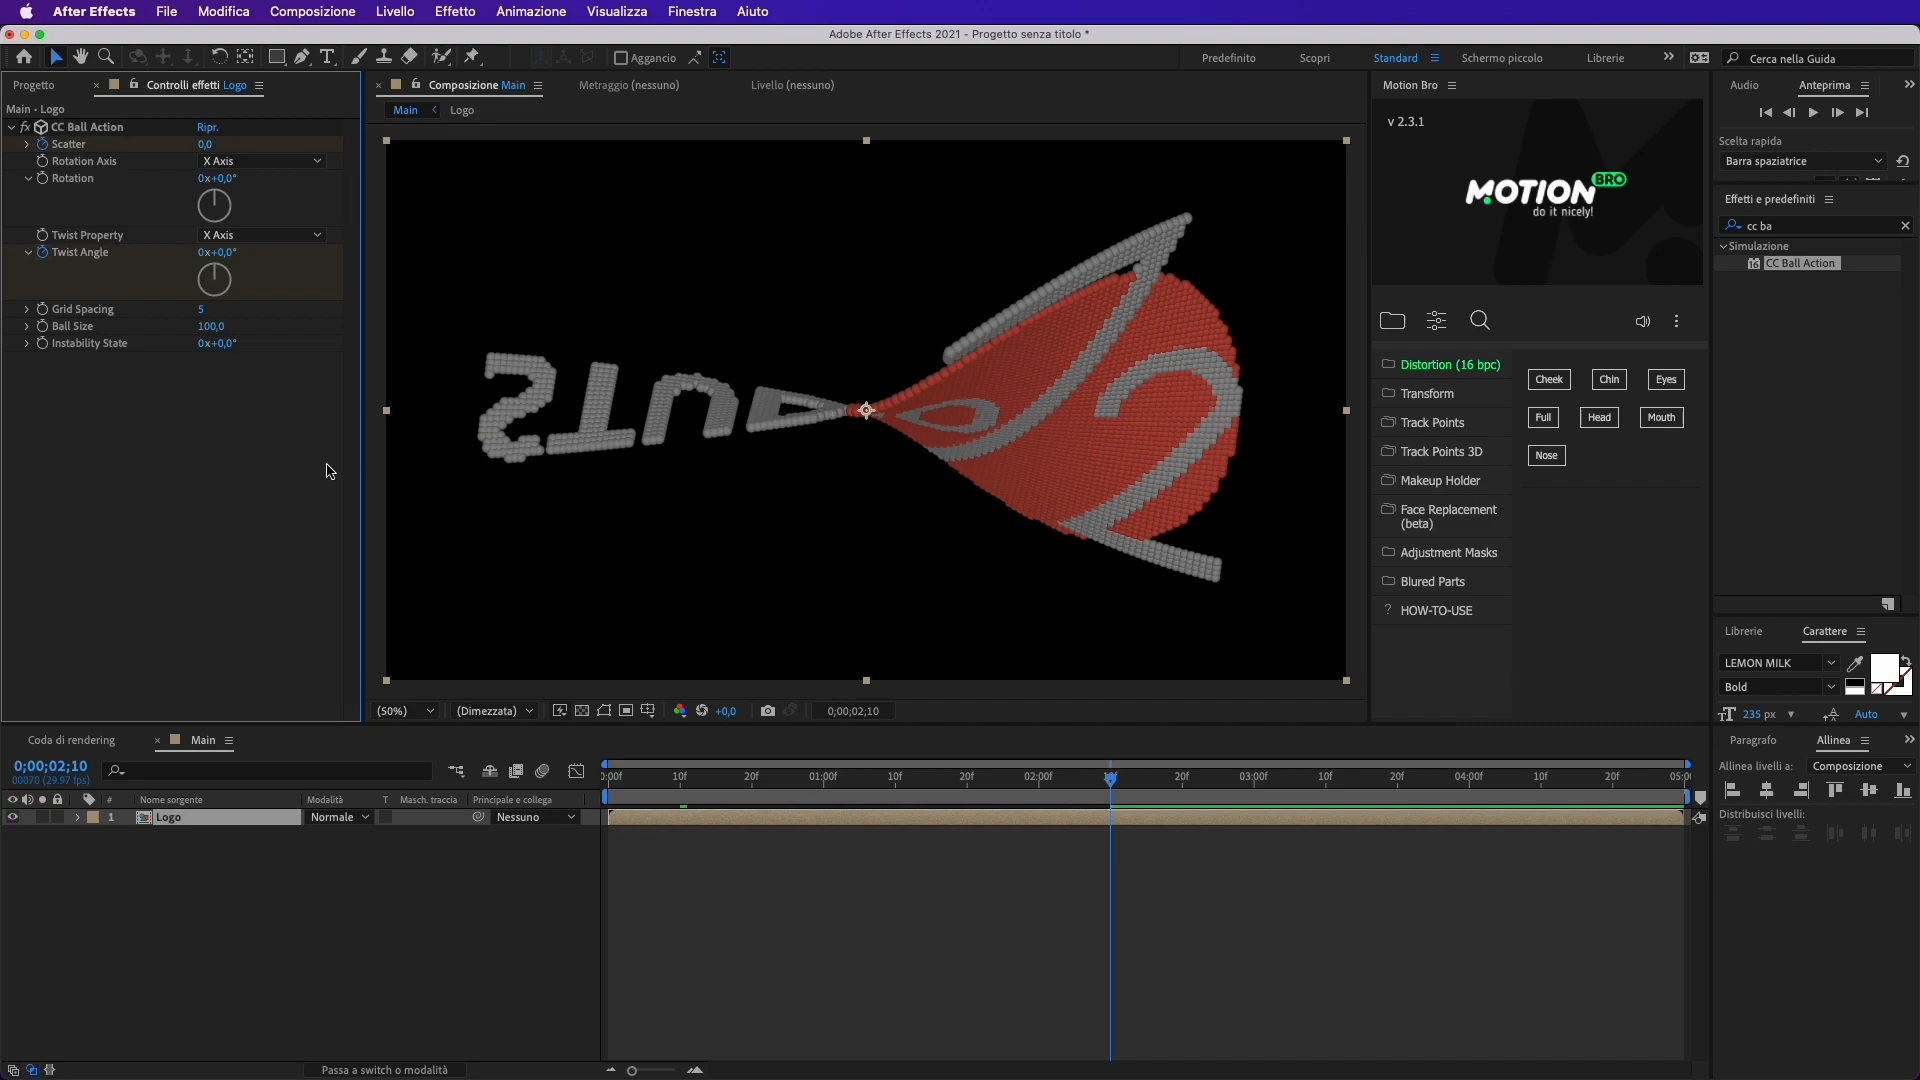 After Effects File Modifica Composizione Livello Effetto Animazione Visualizza Finestra Aiuto
Adobe After Effects 2021 - Progetto senza titolo *
Aggancio Predefinito Scopri Standard Schermo piccolo Librerie Cerca nella Guida
Progetto Controlli effetti Logo Composizione Main Metraggio (nessuno) Livello (nessuno) Motion Bro Audio Anteprima
Main • Logo Main Logo
CC Ball Action Ripr.
Scatter 0,0
Rotation Axis X Axis
Rotation 0x+0,0°
Twist Property X Axis
Twist Angle 0x+0,0°
Grid Spacing 5
Ball Size 100,0
Instability State 0x+0,0°
v 2.3.1
MOTION BRO
do it nicely!
Distortion (16 bpc)
Transform
Track Points
Track Points 3D
Makeup Holder
Face Replacement
(beta)
Adjustment Masks
Blured Parts
? HOW-TO-USE
Cheek Chin Eyes
Full Head Mouth
Nose
Scelta rapida
Barra spaziatrice
Effetti e predefiniti
cc ba
Simulazione
CC Ball Action
Librerie Carattere
LEMON MILK
Bold
235 px Auto
Paragrafo Allinea
Allinea livelli a: Composizione
Distribuisci livelli:
(50%) (Dimezzata) +0,0 0;00;02;10
Coda di rendering Main
0;00;02;10
00070 (29.97 fps)
0:00f 10f 20f 01:00f 10f 20f 02:00f 20f 03:00f 10f 20f 04:00f 10f 20f 05:0
# Nome sorgente Modalità T Masch. traccia Principale e collega
1 Logo Normale Nessuno
Passa a switch o modalità